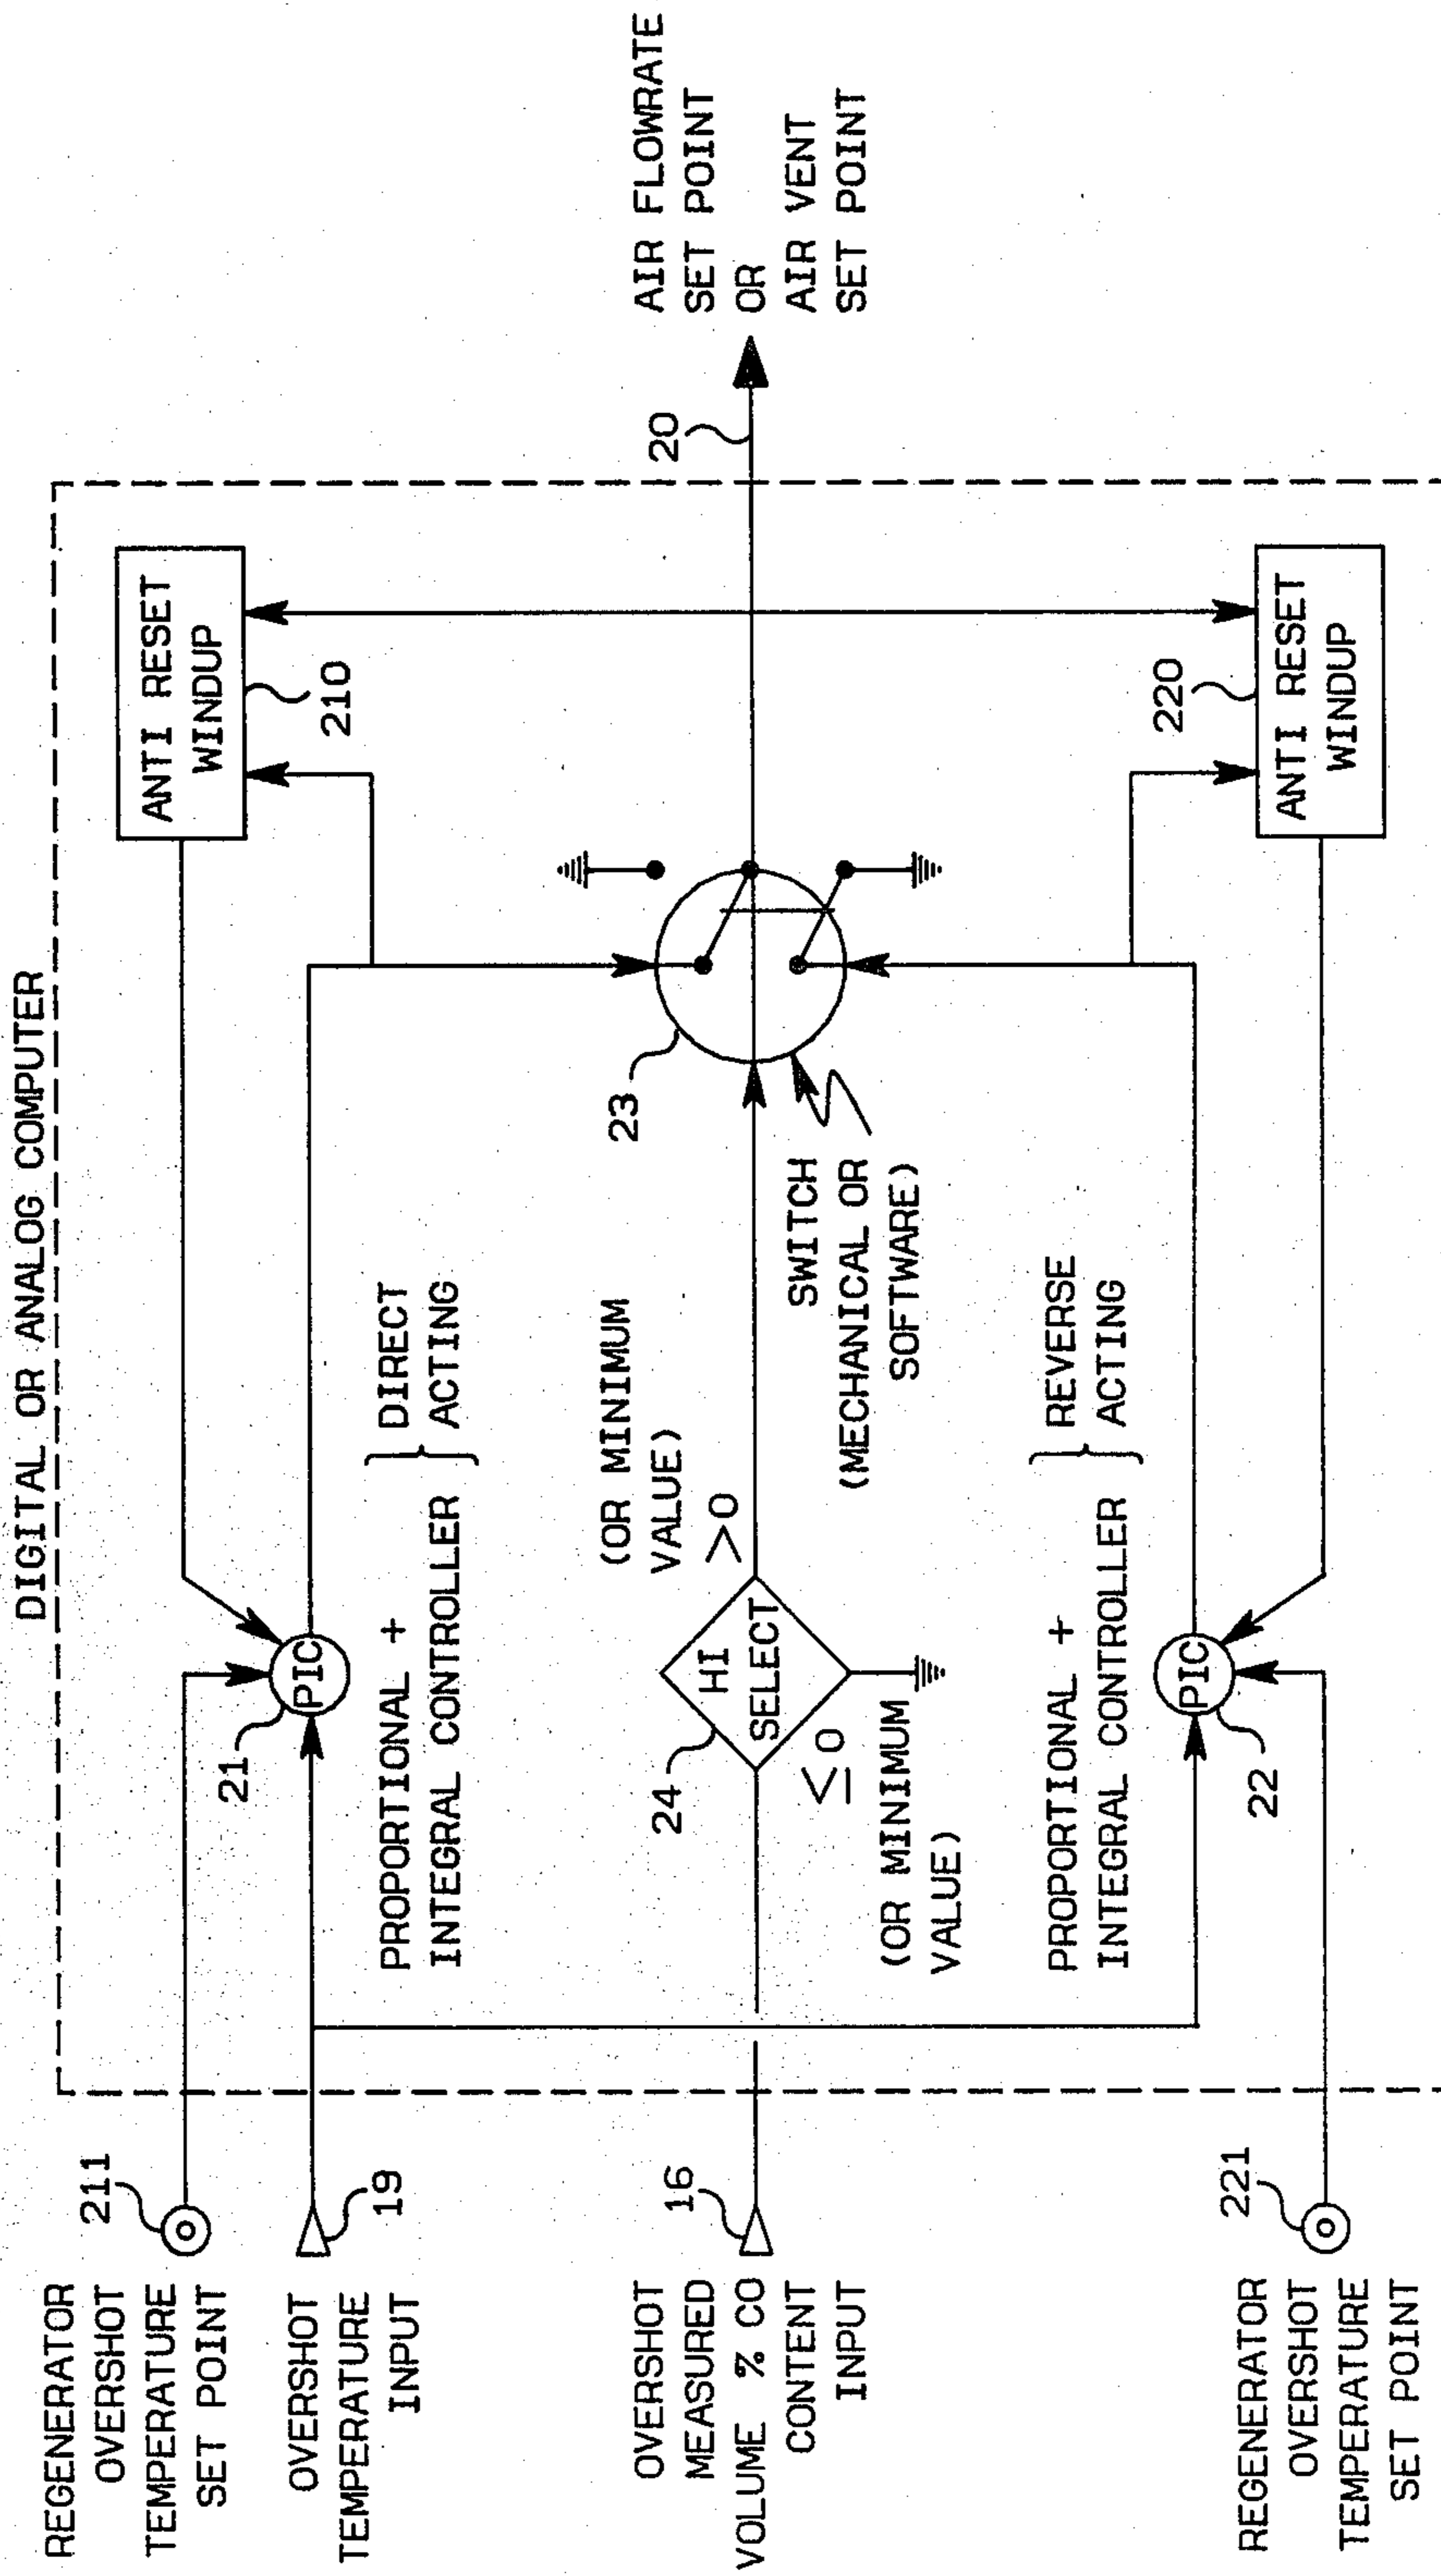 DIGITAL OR ANALOG COMPUTER
REGENERATOR
OVERSHOT
TEMPERATURE
SET POINT
211
OVERSHOT
TEMPERATURE
INPUT
19
21
PIC
PROPORTIONAL +
INTEGRAL CONTROLLER
DIRECT
ACTING
ANTI RESET
WINDUP
210
OVERSHOT
MEASURED
VOLUME % CO
CONTENT
INPUT
16
24
HI
SELECT
≤0
(OR MINIMUM
VALUE)
(OR MINIMUM
VALUE)
>0
23
SWITCH
(MECHANICAL OR
SOFTWARE)
20
AIR FLOWRATE
SET POINT
OR
AIR VENT
SET POINT
PROPORTIONAL +
INTEGRAL CONTROLLER
REVERSE
ACTING
PIC
22
220
ANTI RESET
WINDUP
REGENERATOR
OVERSHOT
TEMPERATURE
SET POINT
221